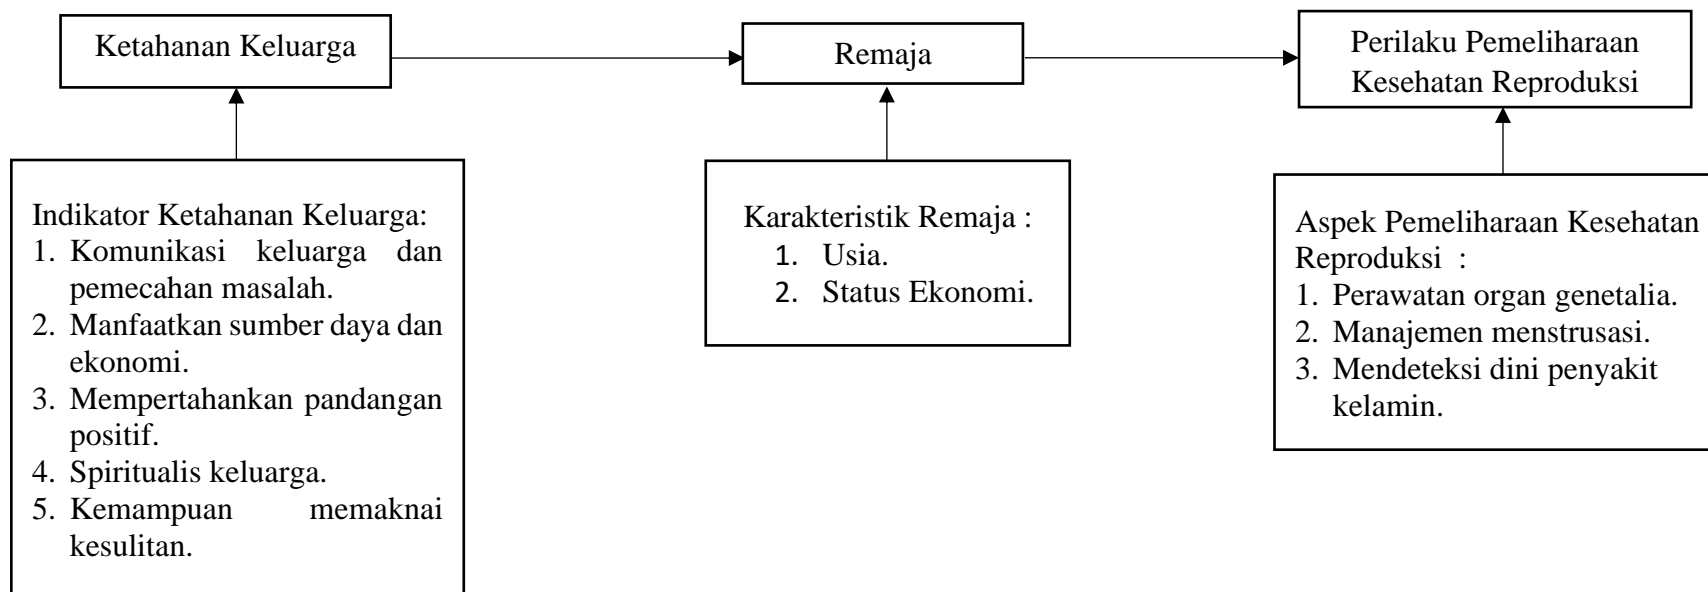 Ketahanan Keluarga
Remaja
Perilaku Pemeliharaan
Kesehatan Reproduksi
Indikator Ketahanan Keluarga:
1. Komunikasi keluarga dan
pemecahan masalah.
2. Manfaatkan sumber daya dan
ekonomi.
3. Mempertahankan pandangan
positif.
4. Spiritualis keluarga.
5. Kemampuan memaknai
kesulitan.
Karakteristik Remaja :
1. Usia.
2. Status Ekonomi.
Aspek Pemeliharaan Kesehatan
Reproduksi :
1. Perawatan organ genetalia.
2. Manajemen menstrusasi.
3. Mendeteksi dini penyakit
kelamin.